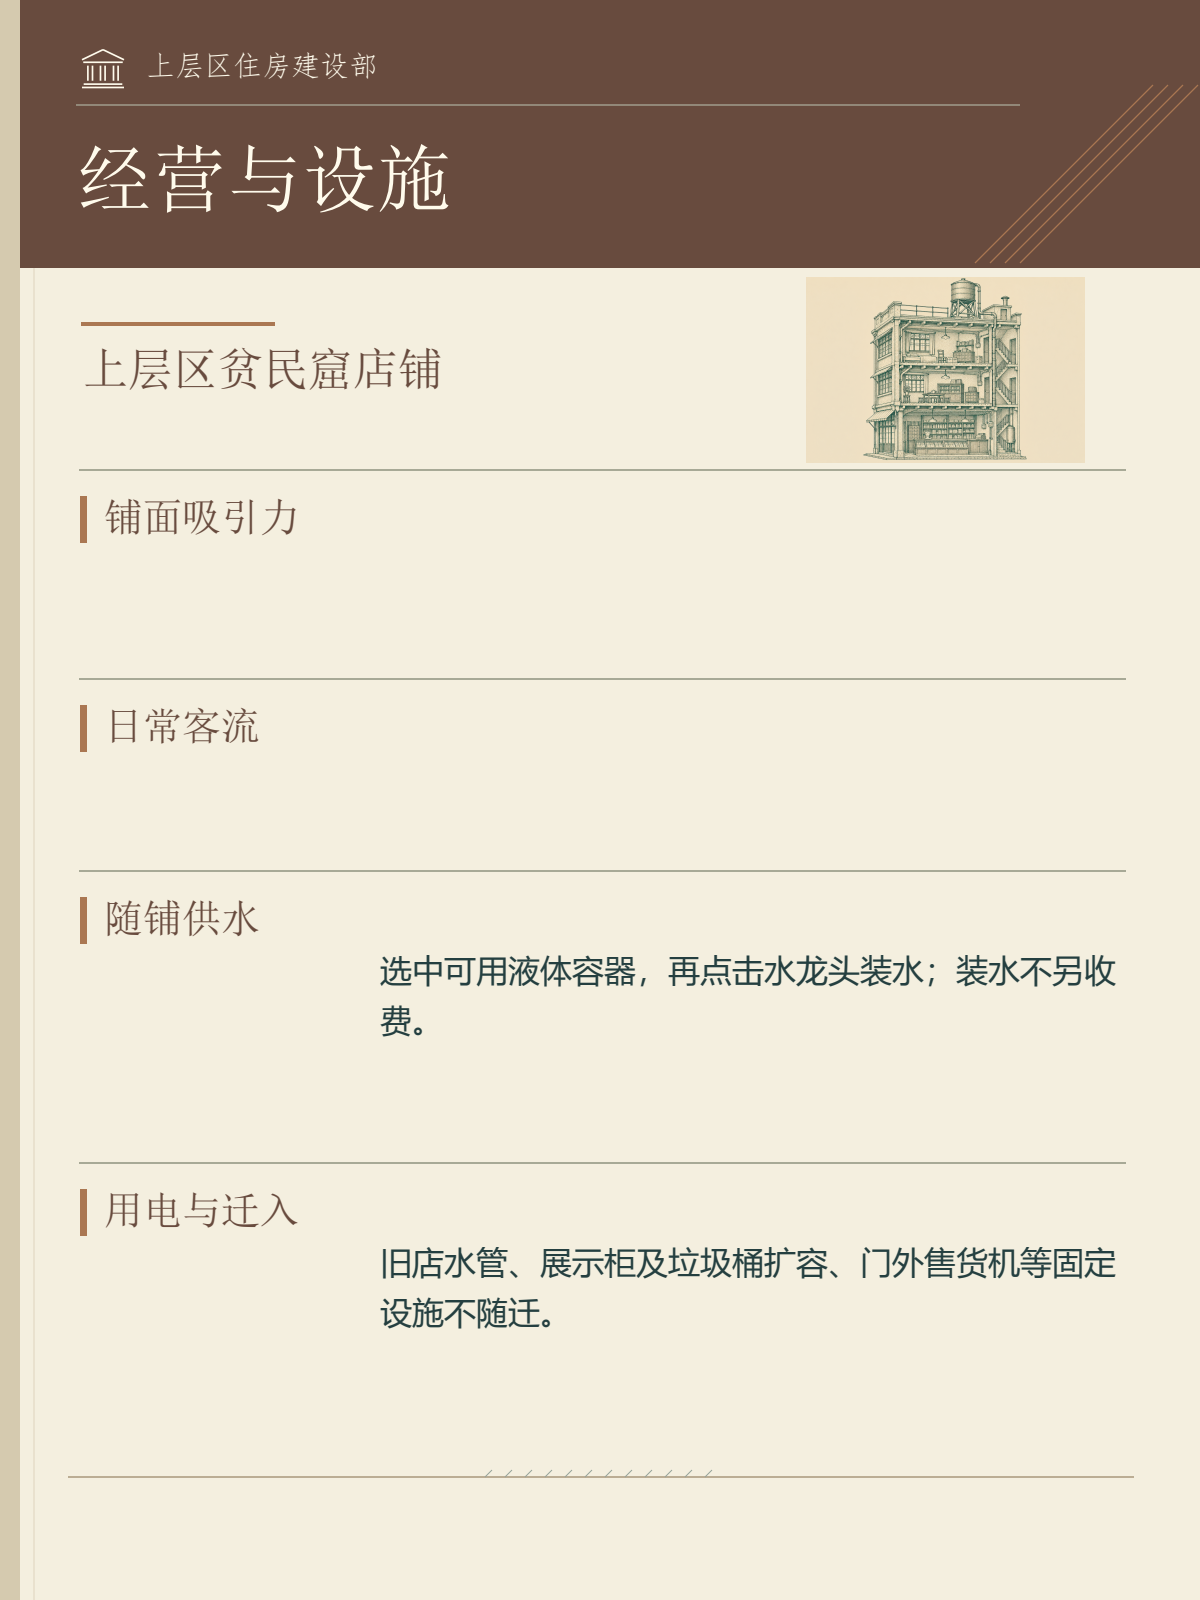 上层区住房建设部
经营与设施
上层区贫民窟店铺
铺面吸引力
日常客流
随铺供水
选中可用液体容器，再点击水龙头装水；装水不另收
费。
用电与迁入
旧店水管、展示柜及垃圾桶扩容、门外售货机等固定
设施不随迁。